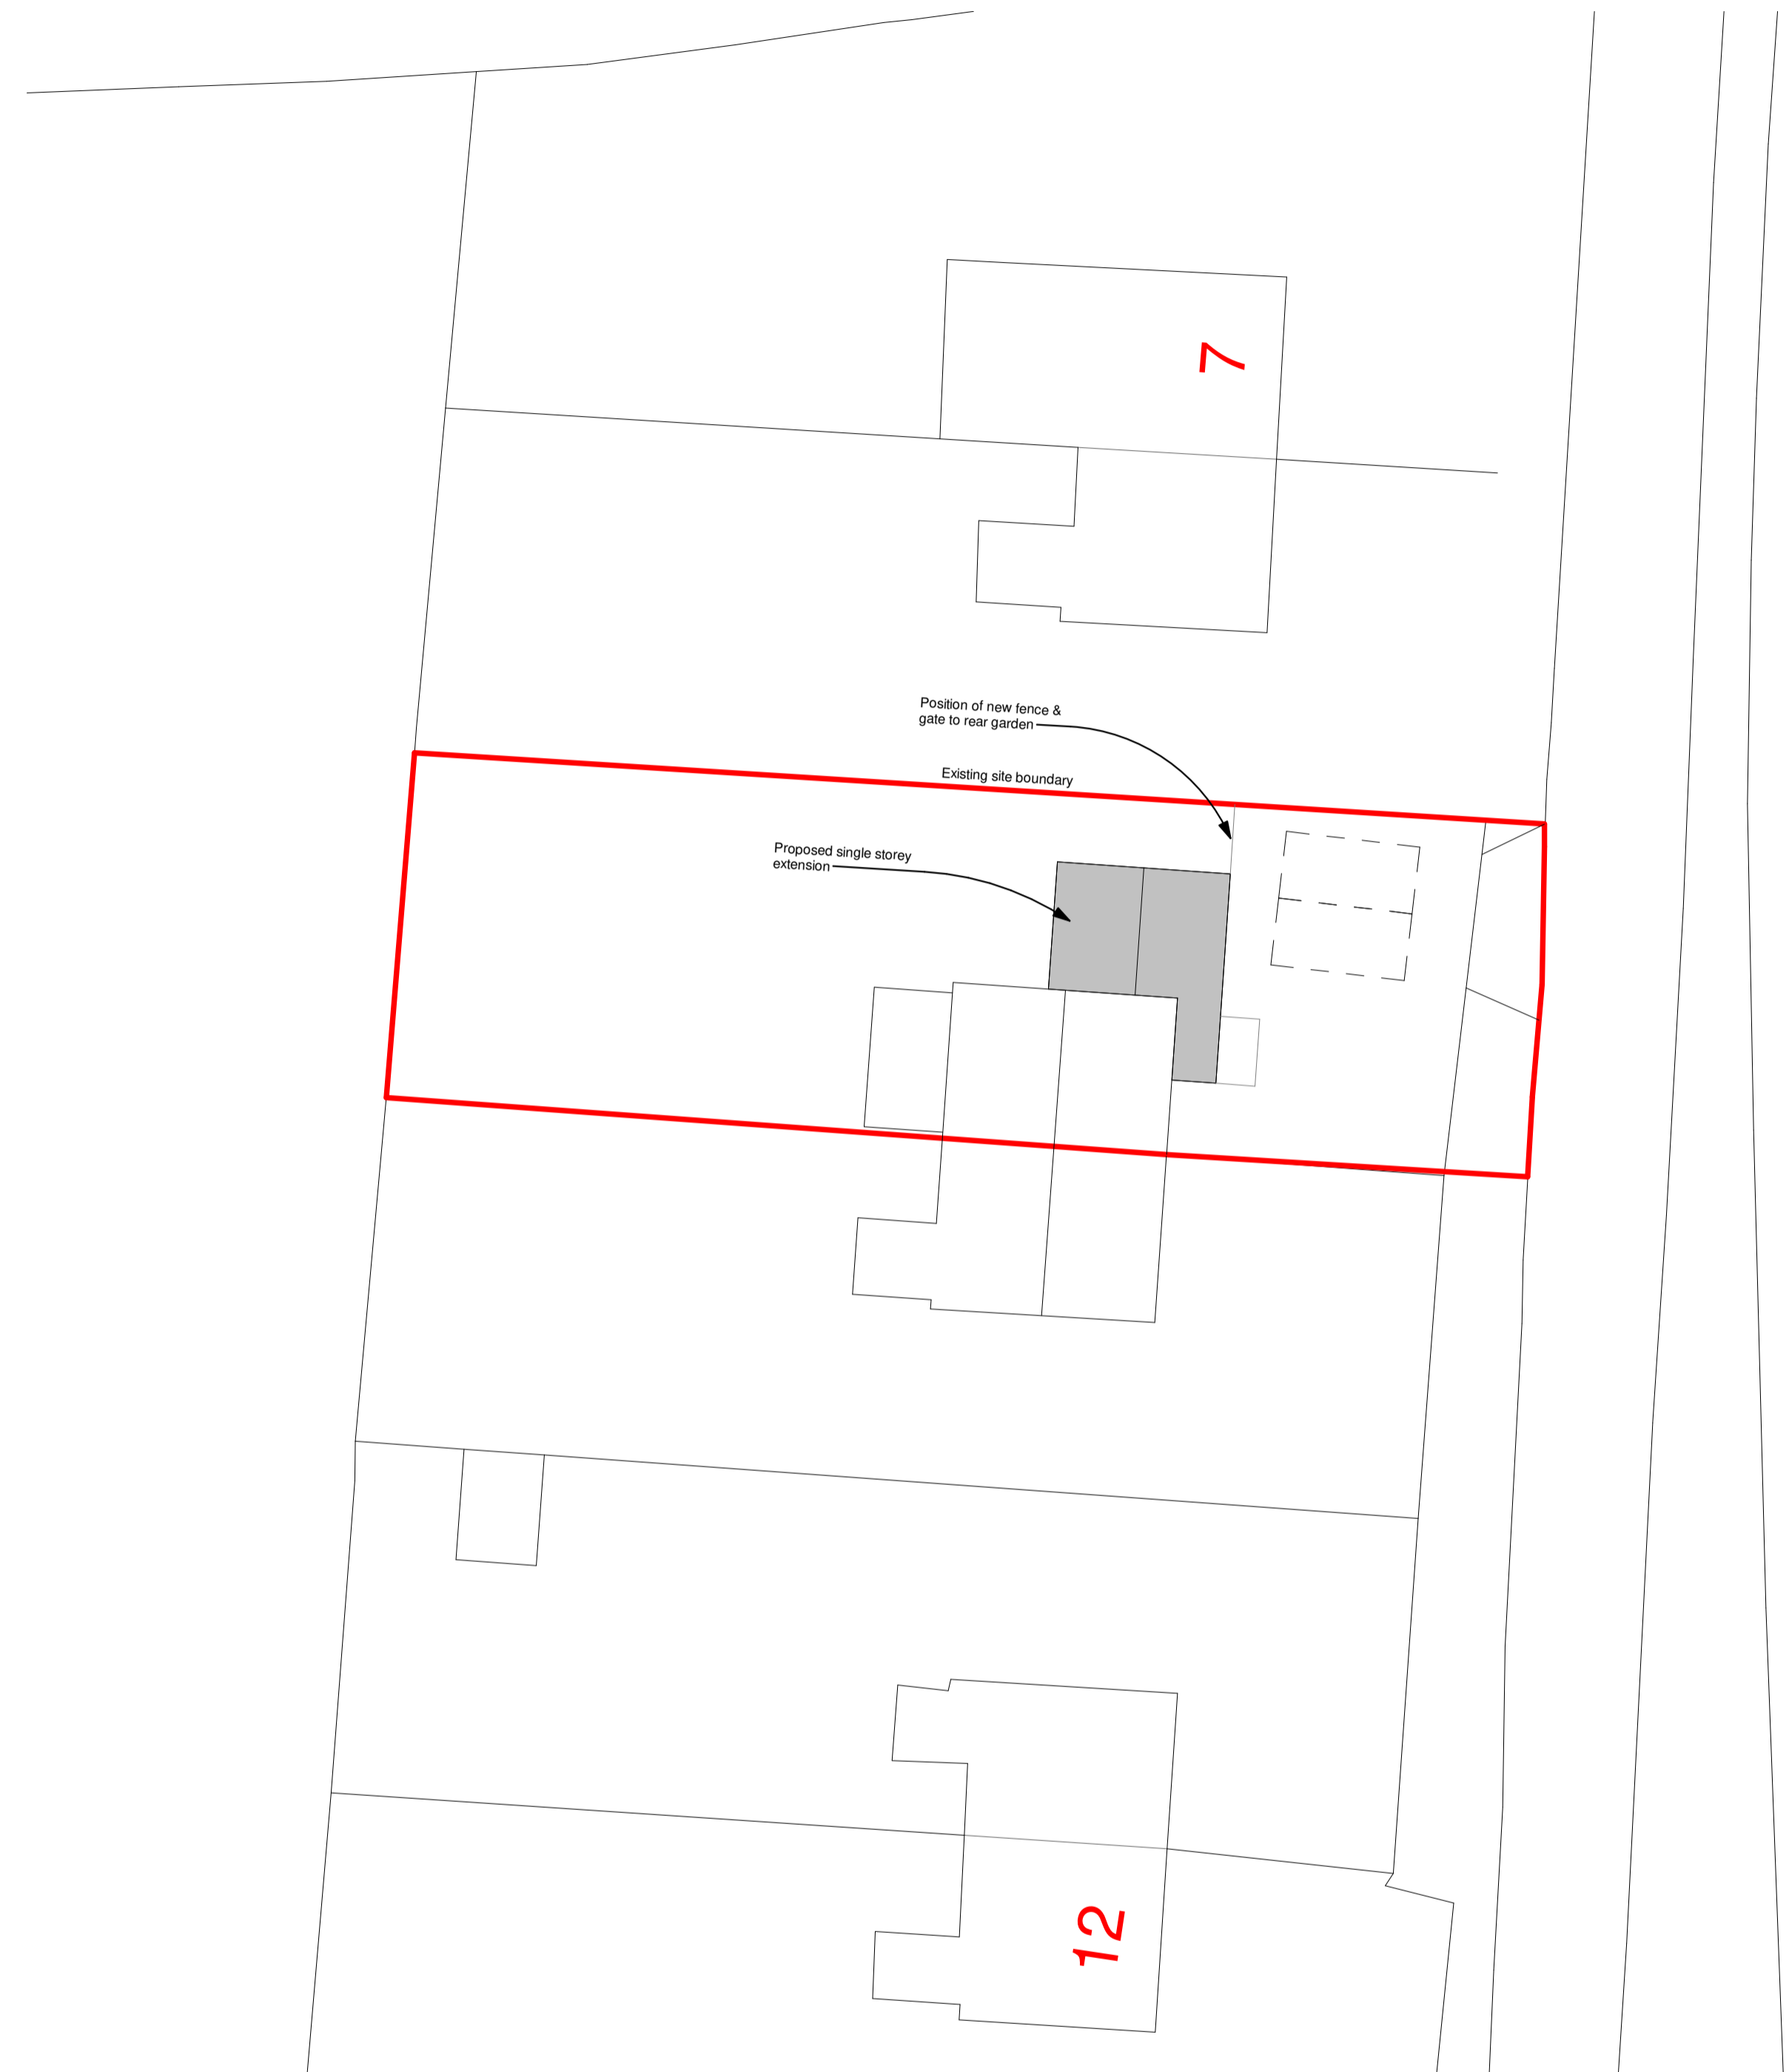 7
Position of new fence &
gate to rear garden
Existing site boundary
Proposed single storey
extension
12